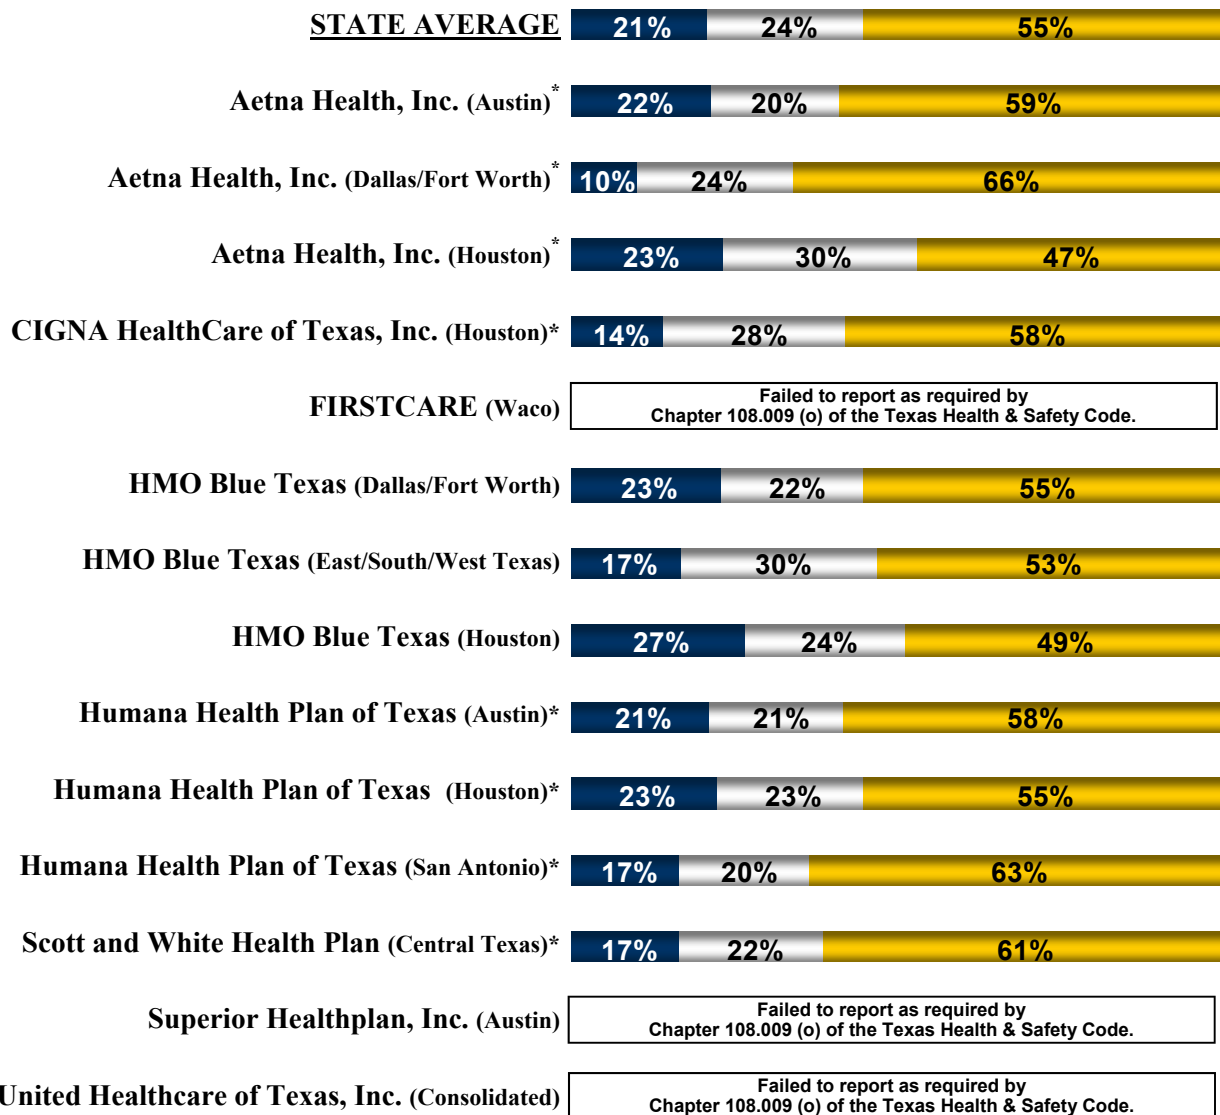 STATE AVERAGE 21% 24% 55%
Aetna Health, Inc. (Austin)* 22% 20% 59%
Aetna Health, Inc. (Dallas/Fort Worth)* 10% 24% 66%
Aetna Health, Inc. (Houston)* 23% 30% 47%
CIGNA HealthCare of Texas, Inc. (Houston)* 14% 28% 58%
FIRSTCARE (Waco) Failed to report as required by
Chapter 108.009 (o) of the Texas Health & Safety Code.
HMO Blue Texas (Dallas/Fort Worth) 23% 22% 55%
HMO Blue Texas (East/South/West Texas) 17% 30% 53%
HMO Blue Texas (Houston) 27% 24% 49%
Humana Health Plan of Texas (Austin)* 21% 21% 58%
Humana Health Plan of Texas (Houston)* 23% 23% 55%
Humana Health Plan of Texas (San Antonio)* 17% 20% 63%
Scott and White Health Plan (Central Texas)* 17% 22% 61%
Superior Healthplan, Inc. (Austin) Failed to report as required by
Chapter 108.009 (o) of the Texas Health & Safety Code.
United Healthcare of Texas, Inc. (Consolidated) Failed to report as required by
Chapter 108.009 (o) of the Texas Health & Safety Code.